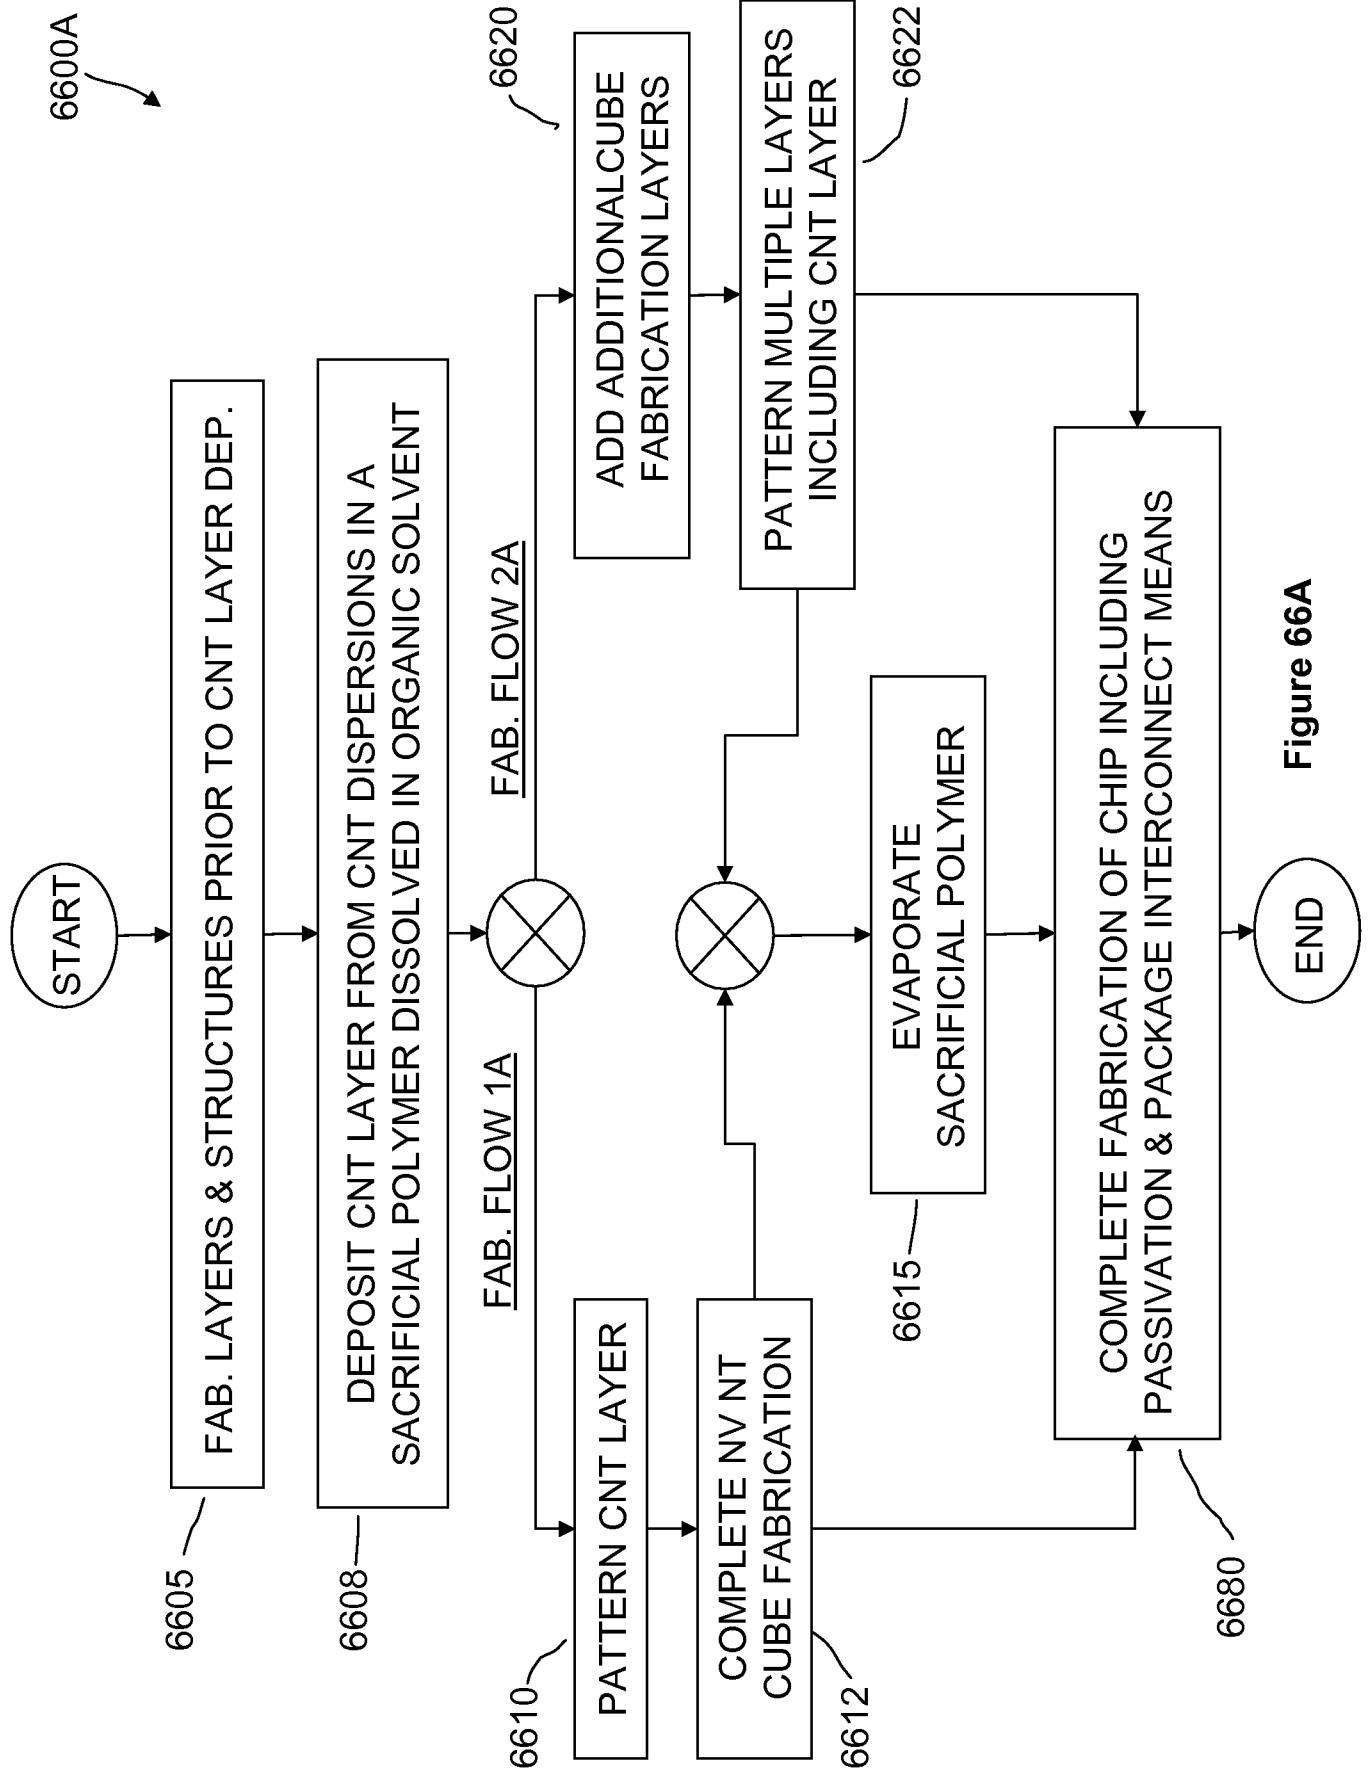 6600A
START
6605
FAB. LAYERS & STRUCTURES PRIOR TO CNT LAYER DEP.
6608
DEPOSIT CNT LAYER FROM CNT DISPERSIONS IN A
SACRIFICIAL POLYMER DISSOLVED IN ORGANIC SOLVENT
FAB. FLOW 1A
FAB. FLOW 2A
6610
PATTERN CNT LAYER
6612
COMPLETE NV NT
CUBE FABRICATION
6620
ADD ADDITIONALCUBE
FABRICATION LAYERS
6622
PATTERN MULTIPLE LAYERS
INCLUDING CNT LAYER
6615
EVAPORATE
SACRIFICIAL POLYMER
6680
COMPLETE FABRICATION OF CHIP INCLUDING
PASSIVATION & PACKAGE INTERCONNECT MEANS
END
Figure 66A